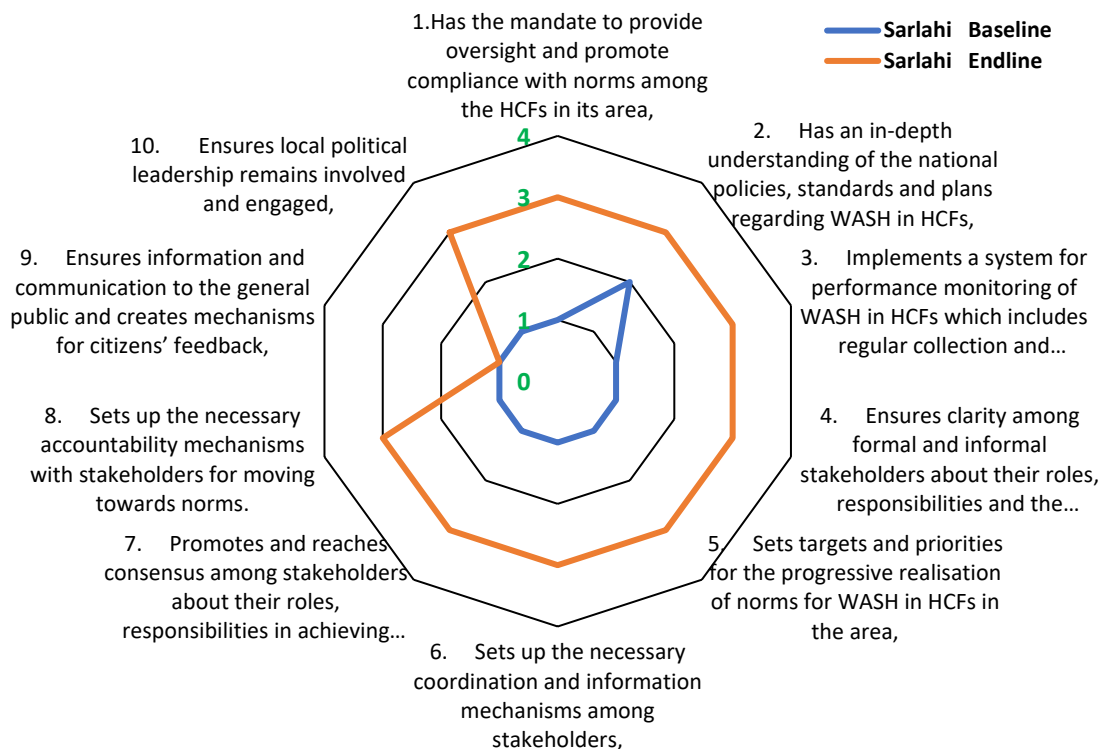 1.Has the mandate to provide
oversight and promote
compliance with norms among
the HCFs in its area,
Sarlahi Baseline
Sarlahi Endline
2. Has an in-depth
understanding of the national
policies, standards and plans
regarding WASH in HCFs,
3. Implements a system for
performance monitoring of
WASH in HCFs which includes
regular collection and…
4. Ensures clarity among
formal and informal
stakeholders about their roles,
responsibilities and the…
5. Sets targets and priorities
for the progressive realisation
of norms for WASH in HCFs in
the area,
6. Sets up the necessary
coordination and information
mechanisms among
stakeholders,
7. Promotes and reaches
consensus among stakeholders
about their roles,
responsibilities in achieving…
8. Sets up the necessary
accountability mechanisms
with stakeholders for moving
towards norms.
9. Ensures information and
communication to the general
public and creates mechanisms
for citizens’ feedback,
10. Ensures local political
leadership remains involved
and engaged,
4
3
2
1
0